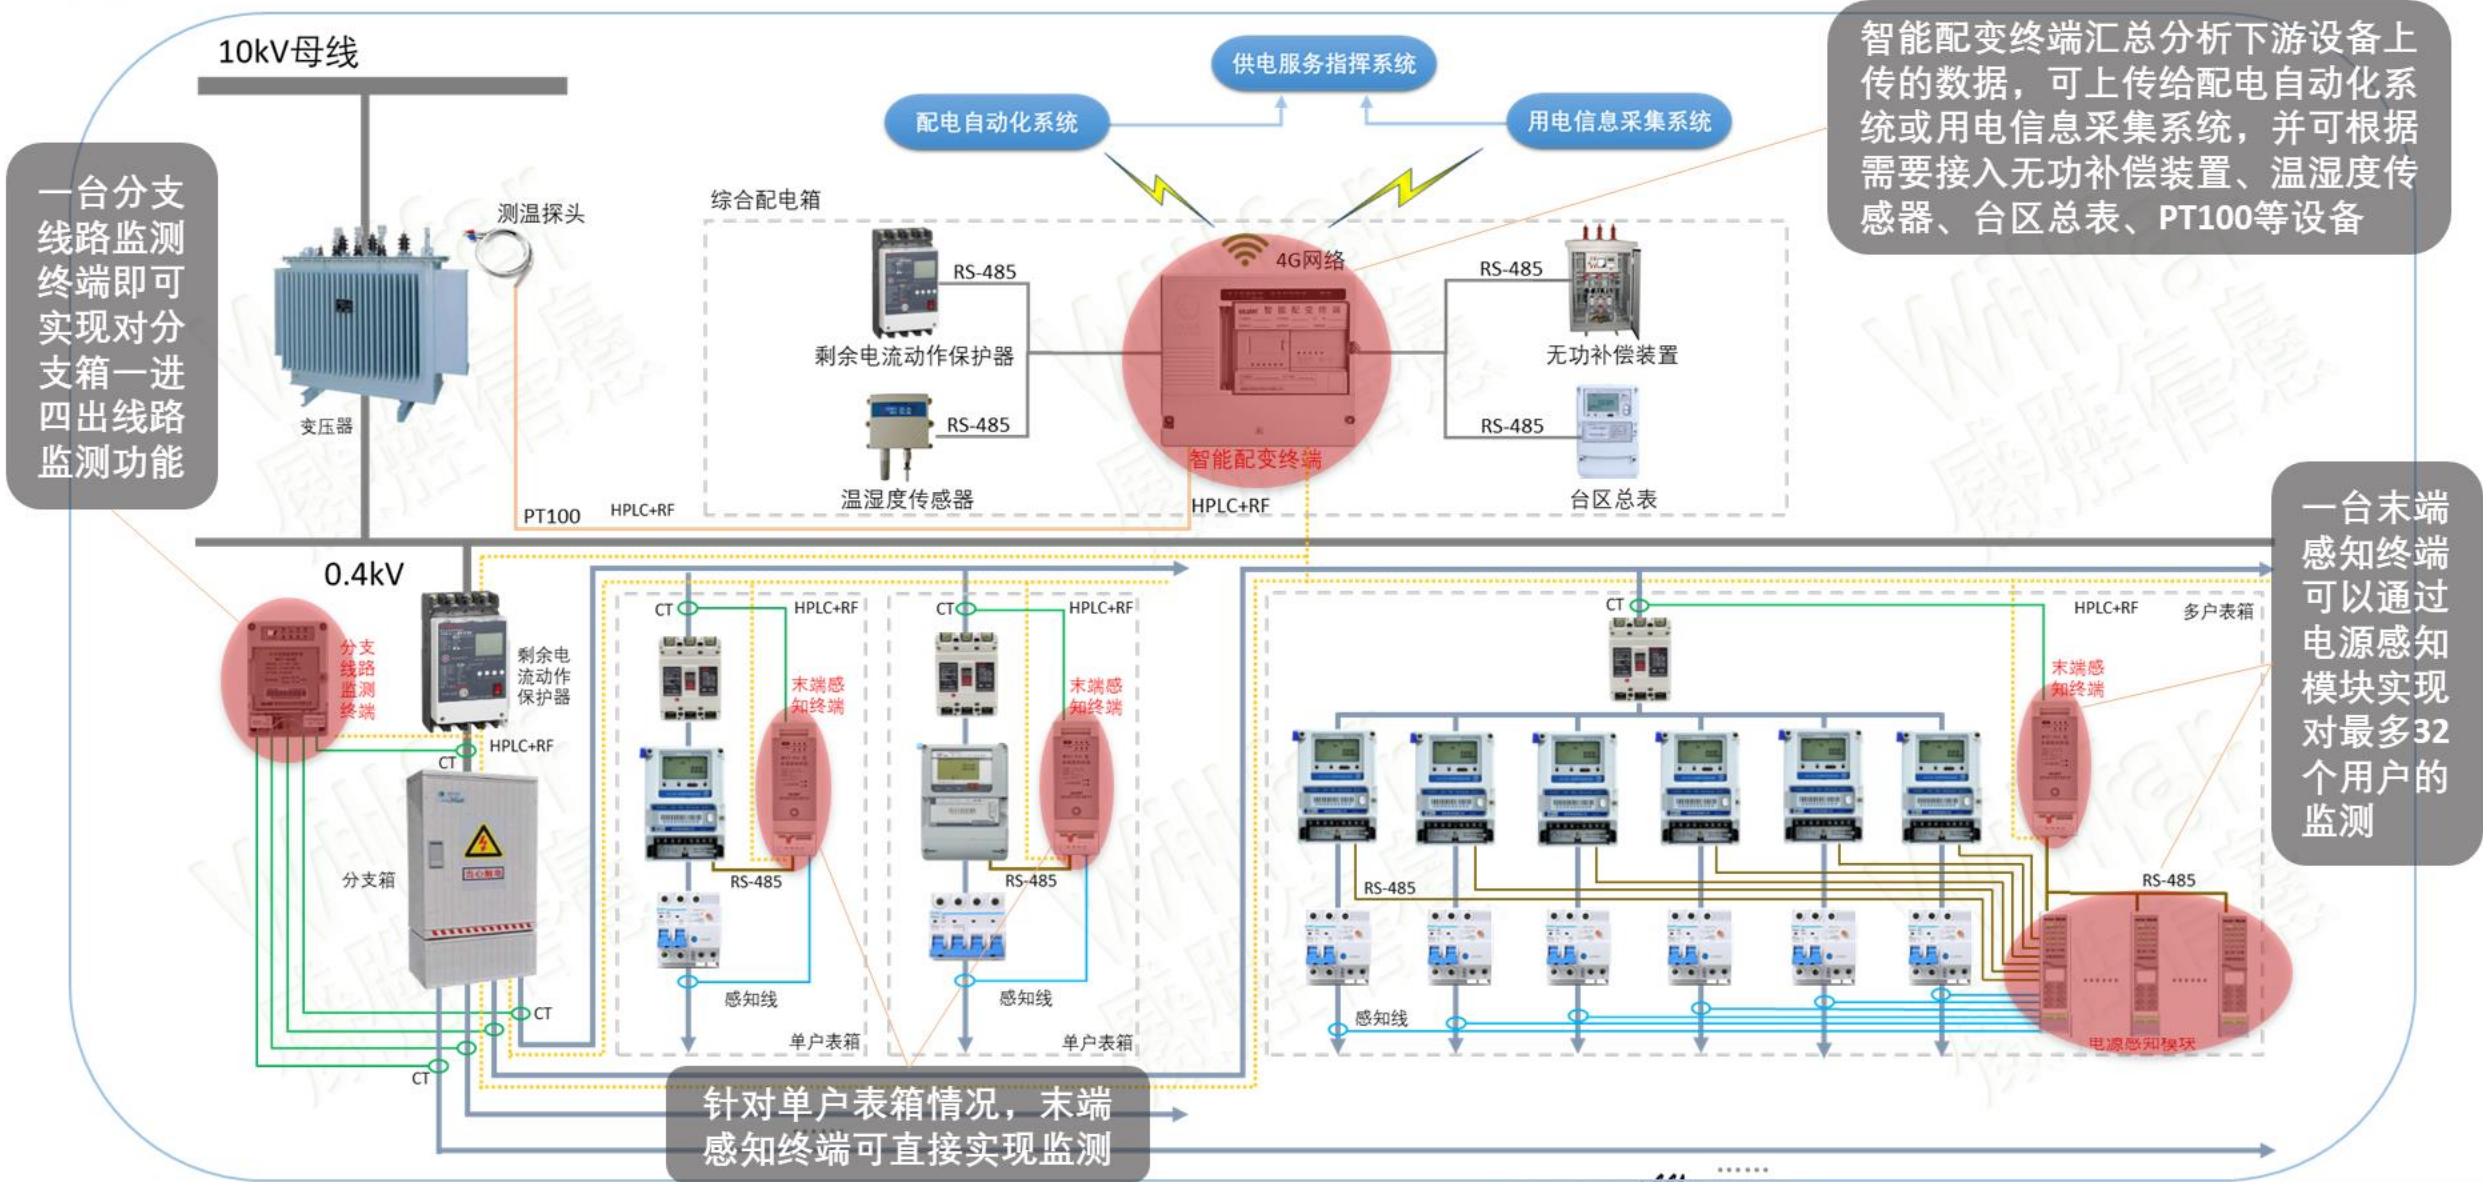 10kV母线
供电服务指挥系统
配电自动化系统
用电信息采集系统
智能配变终端汇总分析下游设备上
传的数据，可上传给配电自动化系
统或用电信息采集系统，并可根据
需要接入无功补偿装置、温湿度传
感器、台区总表、PT100等设备
一台分支
线路监测
终端即可
实现对分
支箱一进
四出线路
监测功能
测温探头
变压器
综合配电箱
4G网络
RS-485
RS-485
剩余电流动作保护器
智能配变终端
无功补偿装置
RS-485
RS-485
智能配变终端
温湿度传感器
台区总表
PT100
HPLC+RF
HPLC+RF
0.4kV
一台末端
感知终端
可以通过
电源感知
模块实现
对最多32
个用户的
监测
分支
线路
监测
终端
剩余电
流动作
保护器
HPLC+RF
CT
分支箱
当心触电
CT
CT
CT
HPLC+RF
末端感
知终端
RS-485
感知线
单户表箱
CT
HPLC+RF
末端感
知终端
RS-485
感知线
单户表箱
CT
HPLC+RF
多户表箱
末端感
知终端
RS-485
RS-485
感知线
电源感知模块
针对单户表箱情况，末端
感知终端可直接实现监测
Willfar
威胜信息